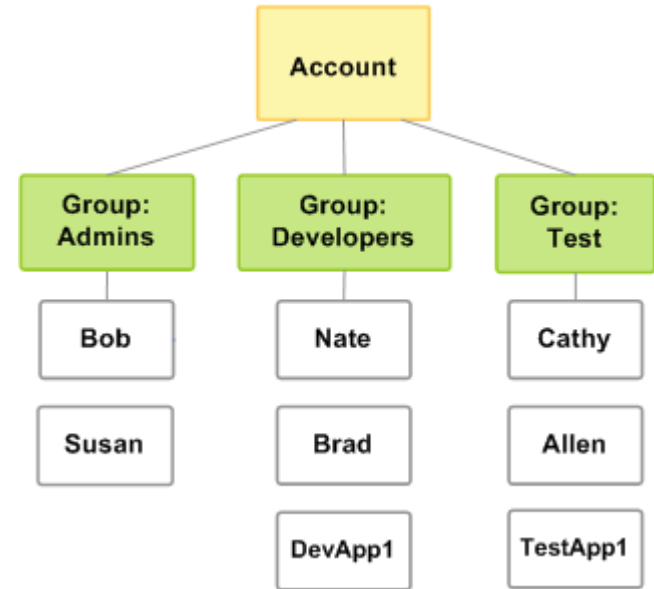 Account
Group:
Admins
Group:
Developers
Group:
Test
Bob
Nate
Cathy
Susan
Brad
Allen
DevApp1
TestApp1